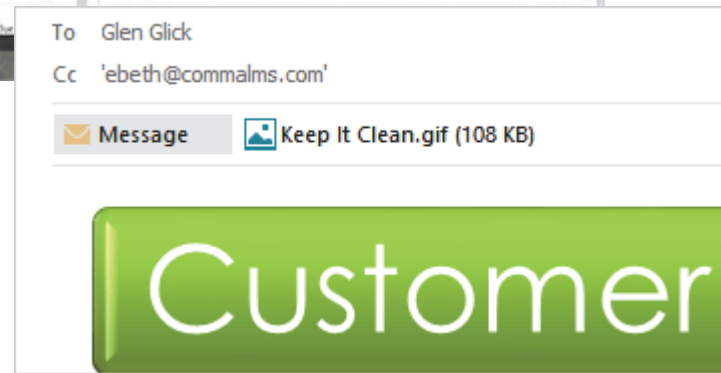 To Glen Glick
Cc 'ebeth@commalms.com'
Message Keep It Clean.gif (108 KB)
Customer